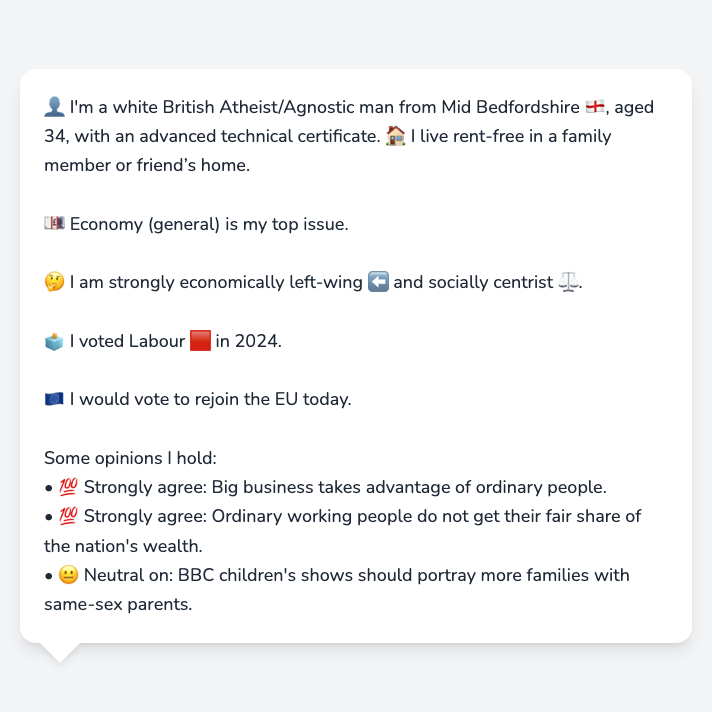 👤 I'm a white British Atheist/Agnostic man from Mid Bedfordshire 🏴󠁧󠁢󠁥󠁮󠁧󠁿, aged
34, with an advanced technical certificate. 🏠 I live rent-free in a family
member or friend’s home.
💷 Economy (general) is my top issue.
🤔 I am strongly economically left-wing ⬅️ and socially centrist ⚖️.
🗳️ I voted Labour 🟥 in 2024.
🇪🇺 I would vote to rejoin the EU today.
Some opinions I hold:
• 💯 Strongly agree: Big business takes advantage of ordinary people.
• 💯 Strongly agree: Ordinary working people do not get their fair share of
the nation's wealth.
• 😐 Neutral on: BBC children's shows should portray more families with
same-sex parents.